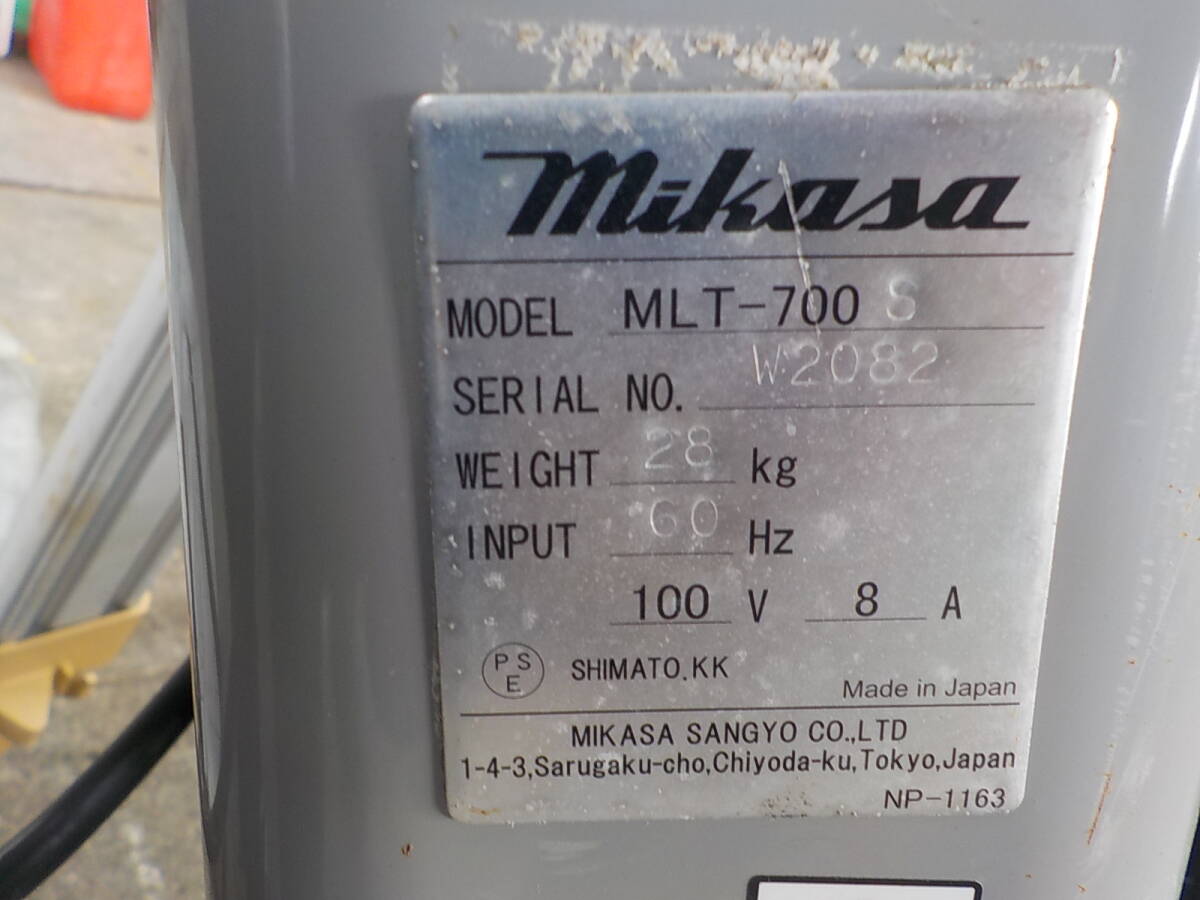 mikasa
MODEL MLT-700 S
SERIAL NO. W2082
WEIGHT 28 kg
INPUT 60 Hz
100 V 8 A
PSE SHIMATO.KK
Made in Japan
MIKASA SANGYO CO.,LTD
1-4-3,Sarugaku-cho,Chiyoda-ku,Tokyo,Japan
NP-1163